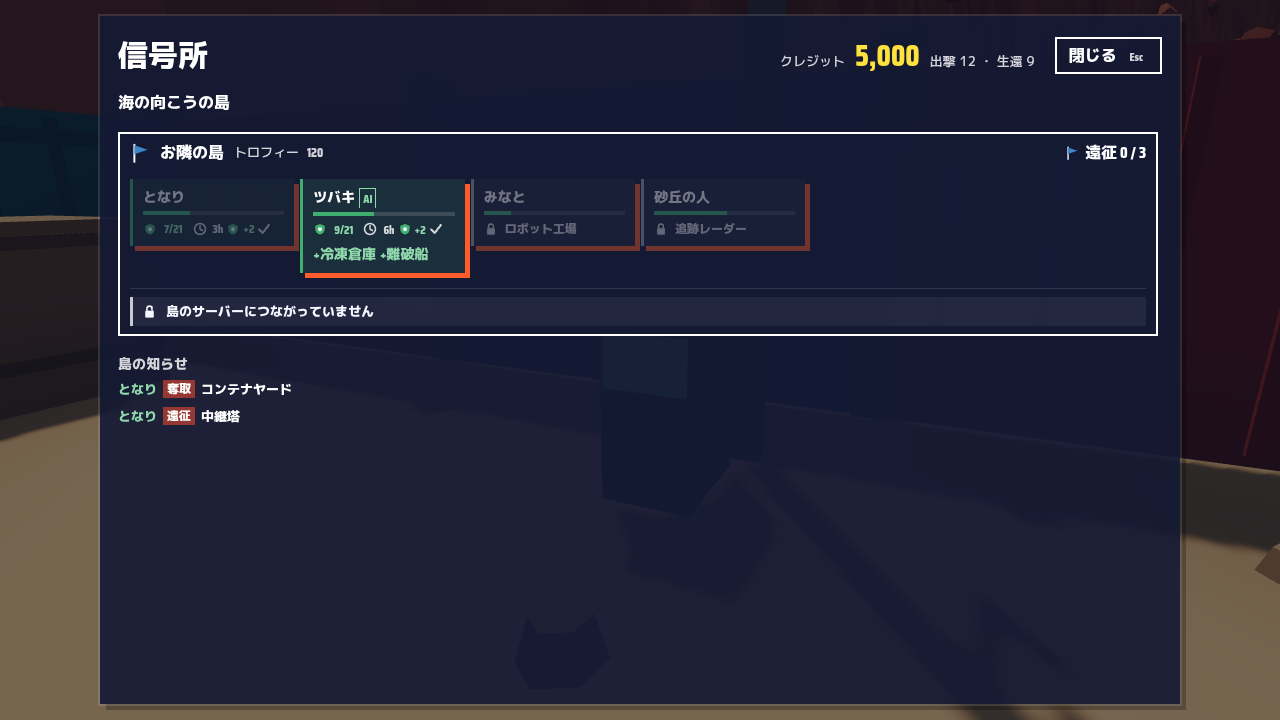 信号所
クレジット 5,000 出撃 12 · 生還 9
閉じる Esc
海の向こうの島
お隣の島 トロフィー 120
遠征 0 / 3
となり
7/21 3h +2
ツバキ AI
9/21 6h +2
+冷凍倉庫 +難破船
みなと
ロボット工場
砂丘の人
追跡レーダー
島のサーバーにつながっていません
島の知らせ
となり 奪取 コンテナヤード
となり 遠征 中継塔